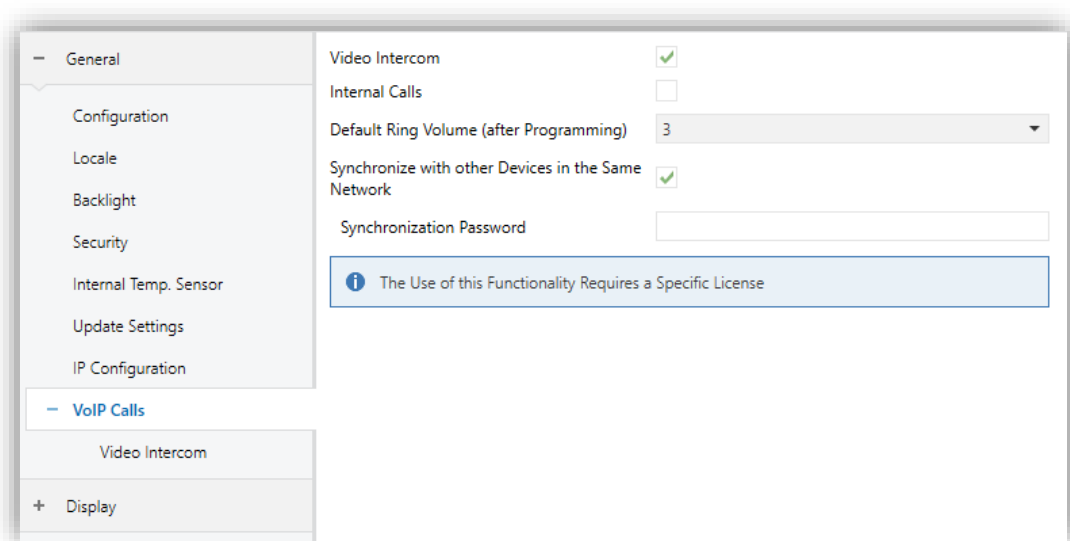 General
Configuration
Locale
Backlight
Security
Internal Temp. Sensor
Update Settings
IP Configuration
VoIP Calls
Video Intercom
Display
Video Intercom
Internal Calls
Default Ring Volume (after Programming)
3
Synchronize with other Devices in the Same
Network
Synchronization Password
The Use of this Functionality Requires a Specific License